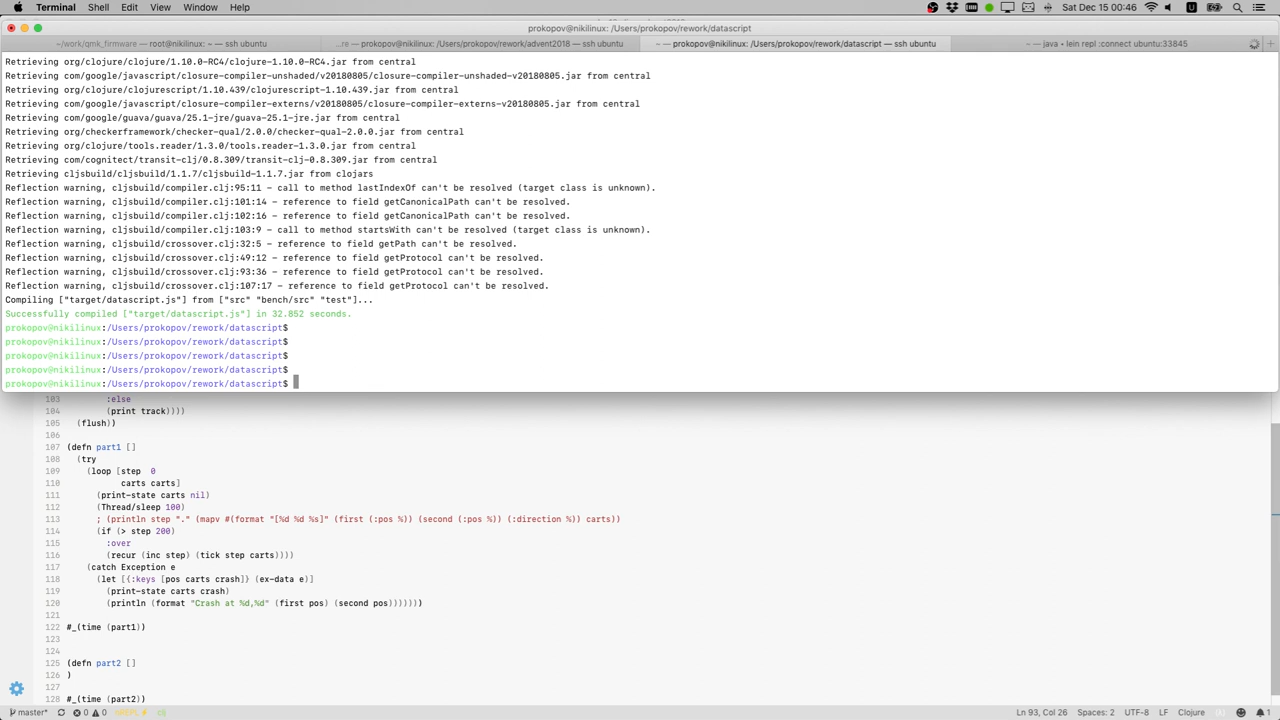 Terminal Shell Edit View Window Help Sat Dec 15 00:46
prokopov@nikilinux: /Users/prokopov/rework/datascript
~/work/qmk_firmware — root@nikilinux: ~ — ssh ubuntu ...re — prokopov@nikilinux: /Users/prokopov/rework/advent2018 — ssh ubuntu ~ — prokopov@nikilinux: /Users/prokopov/rework/datascript — ssh ubuntu ~ — java • lein repl :connect ubuntu:33845
Retrieving org/clojure/clojure/1.10.0-RC4/clojure-1.10.0-RC4.jar from central
Retrieving com/google/javascript/closure-compiler-unshaded/v20180805/closure-compiler-unshaded-v20180805.jar from central
Retrieving org/clojure/clojurescript/1.10.439/clojurescript-1.10.439.jar from central
Retrieving com/google/javascript/closure-compiler-externs/v20180805/closure-compiler-externs-v20180805.jar from central
Retrieving com/google/guava/guava/25.1-jre/guava-25.1-jre.jar from central
Retrieving org/checkerframework/checker-qual/2.0.0/checker-qual-2.0.0.jar from central
Retrieving org/clojure/tools.reader/1.3.0/tools.reader-1.3.0.jar from central
Retrieving com/cognitect/transit-clj/0.8.309/transit-clj-0.8.309.jar from central
Retrieving cljsbuild/cljsbuild/1.1.7/cljsbuild-1.1.7.jar from clojars
Reflection warning, cljsbuild/compiler.clj:95:11 - call to method lastIndexOf can't be resolved (target class is unknown).
Reflection warning, cljsbuild/compiler.clj:101:14 - reference to field getCanonicalPath can't be resolved.
Reflection warning, cljsbuild/compiler.clj:102:16 - reference to field getCanonicalPath can't be resolved.
Reflection warning, cljsbuild/compiler.clj:103:9 - call to method startsWith can't be resolved (target class is unknown).
Reflection warning, cljsbuild/crossover.clj:32:5 - reference to field getPath can't be resolved.
Reflection warning, cljsbuild/crossover.clj:49:12 - reference to field getProtocol can't be resolved.
Reflection warning, cljsbuild/crossover.clj:93:36 - reference to field getProtocol can't be resolved.
Reflection warning, cljsbuild/crossover.clj:107:17 - reference to field getProtocol can't be resolved.
Compiling ["target/datascript.js"] from ["src" "bench/src" "test"]...
Successfully compiled ["target/datascript.js"] in 32.852 seconds.
prokopov@nikilinux:/Users/prokopov/rework/datascript$
prokopov@nikilinux:/Users/prokopov/rework/datascript$
prokopov@nikilinux:/Users/prokopov/rework/datascript$
prokopov@nikilinux:/Users/prokopov/rework/datascript$
prokopov@nikilinux:/Users/prokopov/rework/datascript$
103 :else
104 (print track))))
105 (flush))
106
107 (defn part1 []
108 (try
109 (loop [step 0
110 carts carts]
111 (print-state carts nil)
112 (Thread/sleep 100)
113 ; (println step "." (mapv #(format "[%d %d %s]" (first (:pos %)) (second (:pos %)) (:direction %)) carts))
114 (if (> step 200)
115 :over
116 (recur (inc step) (tick step carts))))
117 (catch Exception e
118 (let [{:keys [pos carts crash]} (ex-data e)]
119 (print-state carts crash)
120 (println (format "Crash at %d,%d" (first pos) (second pos))))))
121
122 #_(time (part1))
123
124
125 (defn part2 []
126 )
127
128 #_(time (part2))
master* 0 0 nREPL clj Ln 93, Col 26 Spaces: 2 UTF-8 LF Clojure 1